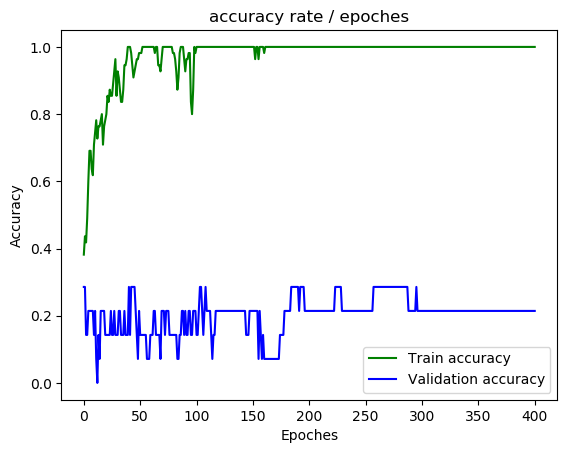 accuracy rate / epoches
1.0
0.8
0.6
0.4
0.2
0.0
Accuracy
0 50 100 150 200 250 300 350 400
Epoches
Train accuracy
Validation accuracy